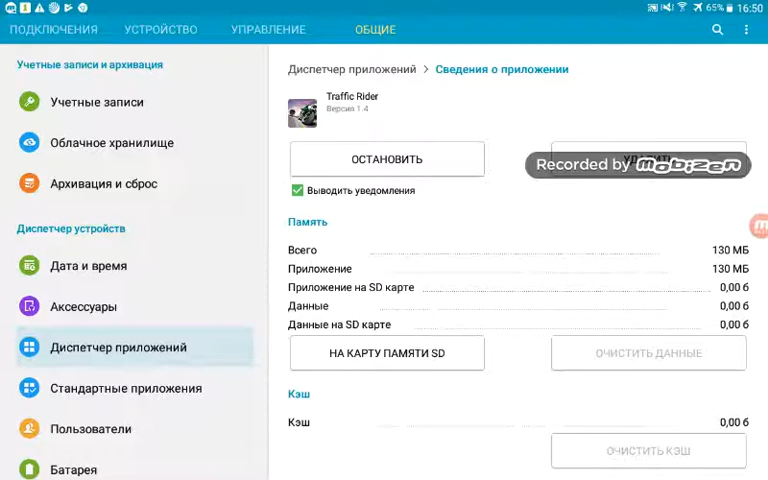 65% 16:50
ПОДКЛЮЧЕНИЯ УСТРОЙСТВО УПРАВЛЕНИЕ ОБЩИЕ
Учетные записи и архивация
Учетные записи
Облачное хранилище
Архивация и сброс
Диспетчер устройств
Дата и время
Аксессуары
Диспетчер приложений
Стандартные приложения
Пользователи
Батарея
Диспетчер приложений > Сведения о приложении
Traffic Rider
Версия 1.4
ОСТАНОВИТЬ
УДАЛИТЬ
Recorded by mobizen
Выводить уведомления
Память
Всего 130 МБ
Приложение 130 МБ
Приложение на SD карте 0,00 б
Данные 0,00 б
Данные на SD карте 0,00 б
НА КАРТУ ПАМЯТИ SD ОЧИСТИТЬ ДАННЫЕ
Кэш
Кэш 0,00 б
ОЧИСТИТЬ КЭШ